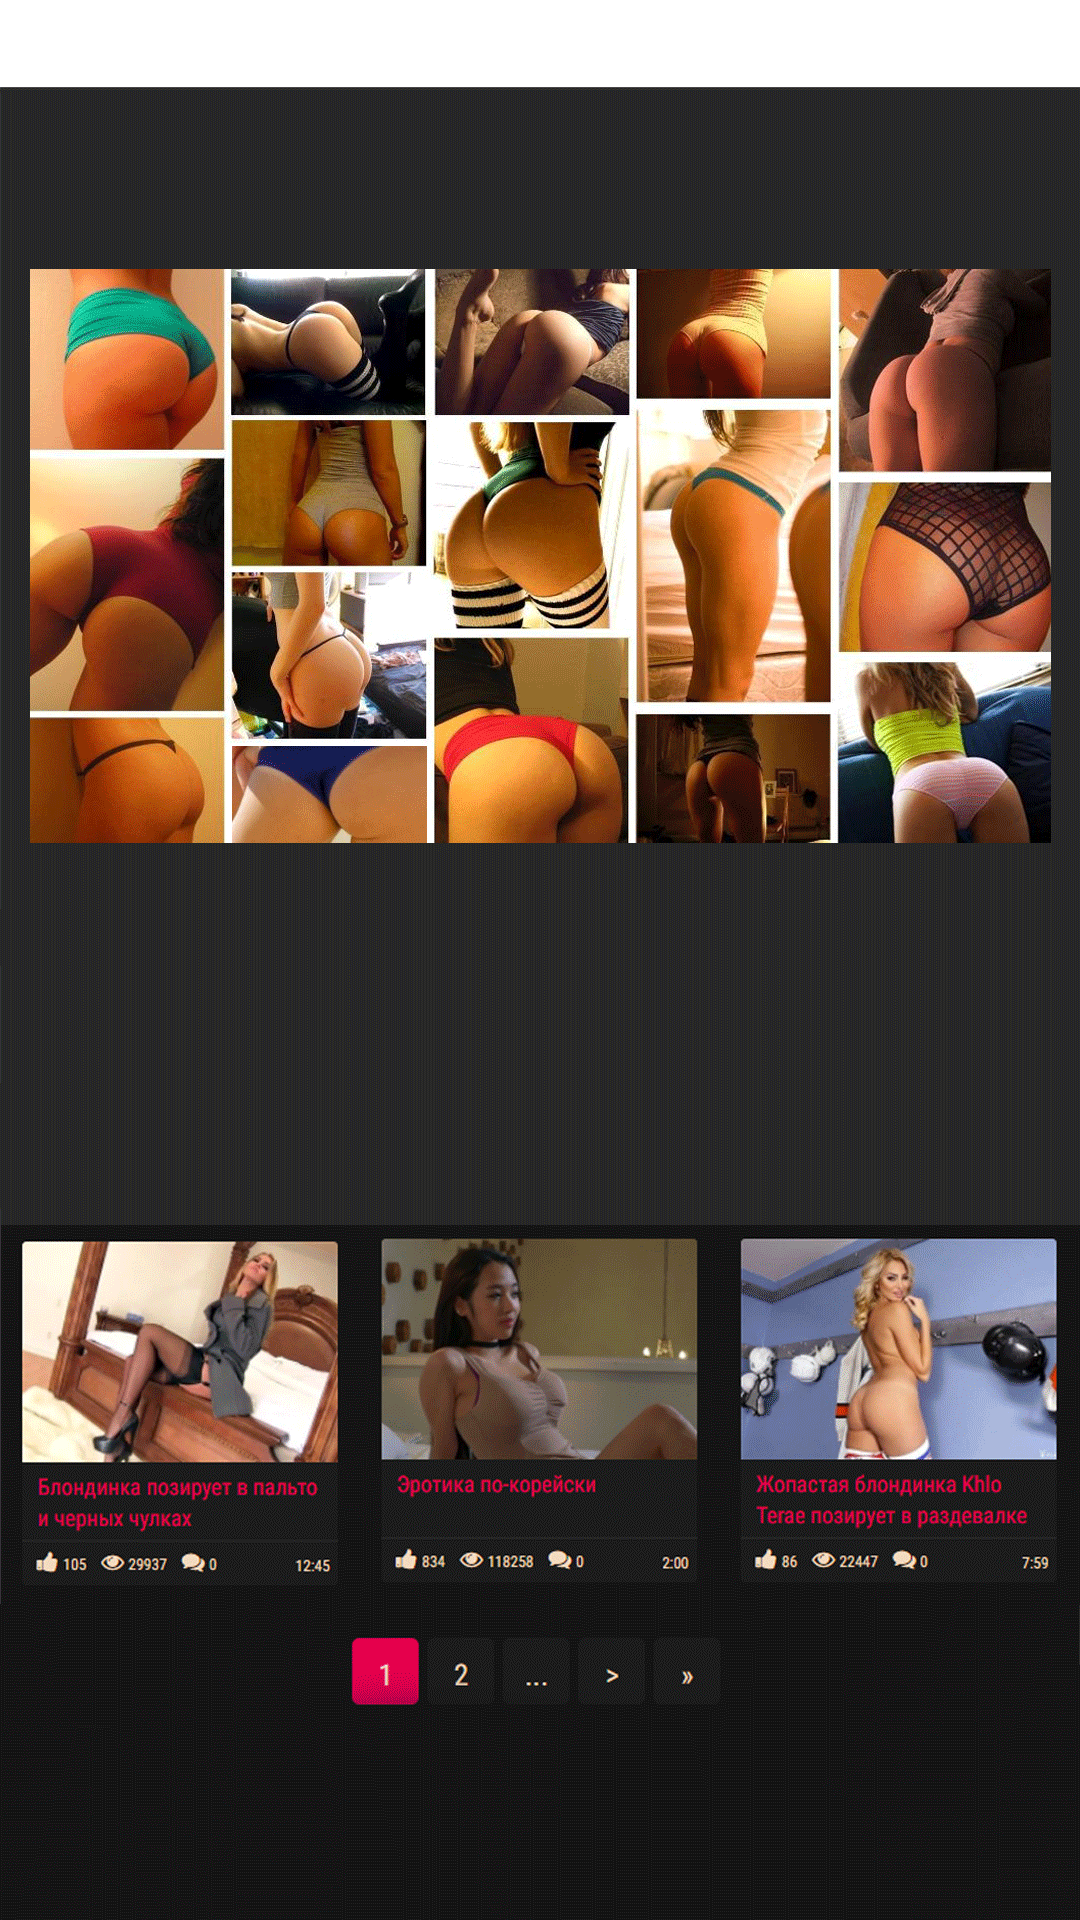 Блондинка позирует в пальто
и черных чулках
105 29937 0 12:45
Эротика по-корейски
834 118258 0 2:00
Жопастая блондинка Khlo
Terae позирует в раздевалке
86 22447 0 7:59
1 2 ... > »